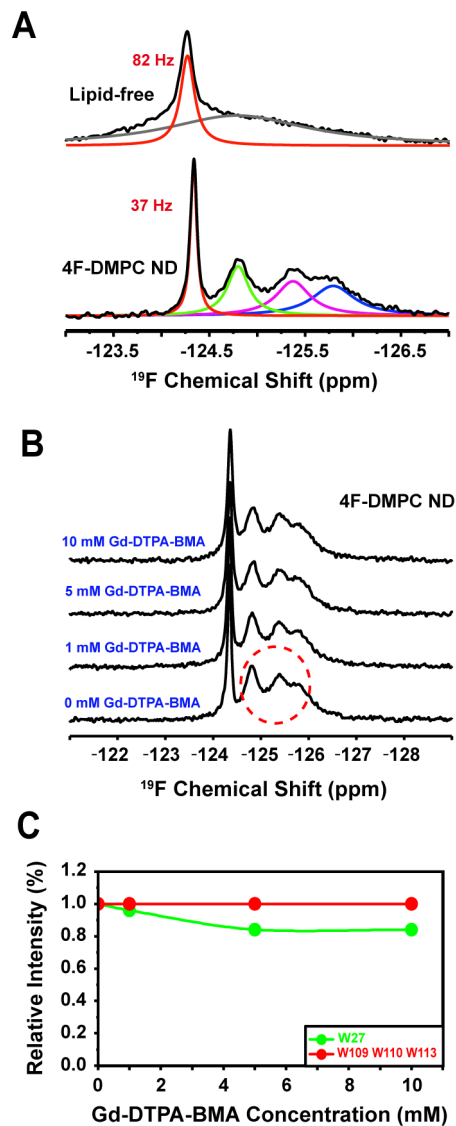 A
82 Hz
Lipid-free
37 Hz
4F-DMPC ND
-123.5 -124.5 -125.5 -126.5
¹⁹F Chemical Shift (ppm)
B
4F-DMPC ND
10 mM Gd-DTPA-BMA
5 mM Gd-DTPA-BMA
1 mM Gd-DTPA-BMA
0 mM Gd-DTPA-BMA
-122 -123 -124 -125 -126 -127 -128
¹⁹F Chemical Shift (ppm)
C
Relative Intensity (%)
1.2
1.0
0.8
0.6
0.4
0.2
0.0
W27
W109 W110 W113
0 2 4 6 8 10
Gd-DTPA-BMA Concentration (mM)